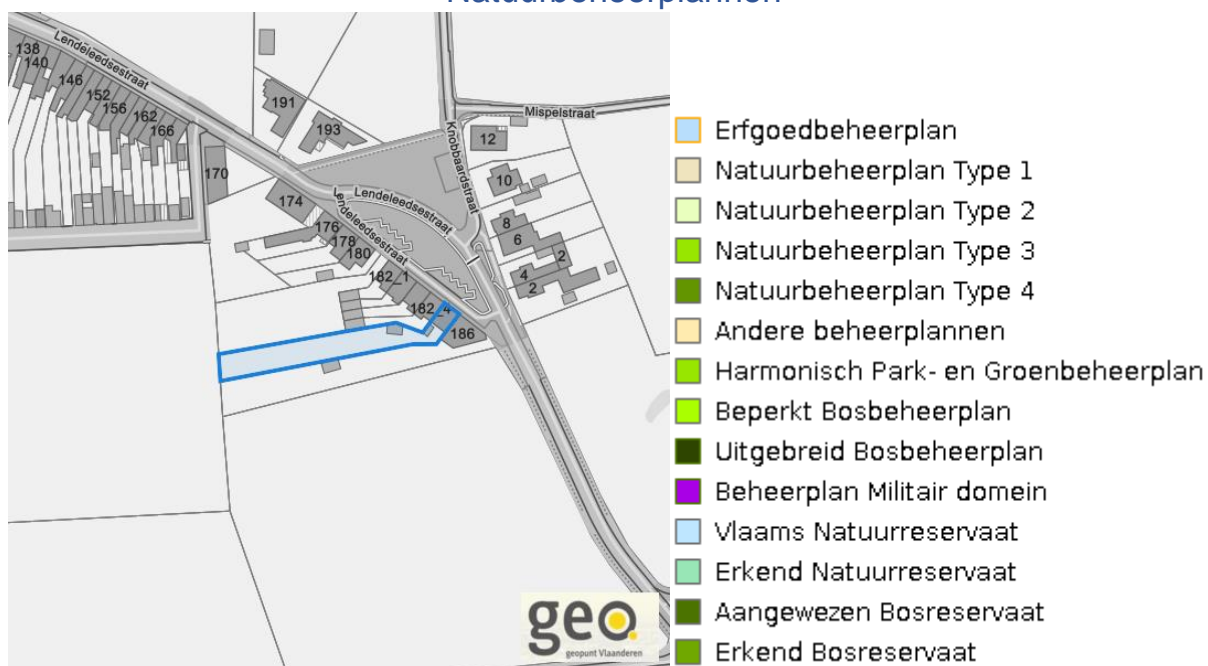 Natuurbeheerplannen
Lendeleedsestraat
138
140
146
152
156
162
166
170
191
193
174
176
178
180
182_1
182_4
186
Lendeleedsestraat
Lendeleedsestraat
Knobbaardstraat
Mispelstraat
12
10
8
6
2
4
2
geo
geopunt Vlaanderen
Erfgoedbeheerplan
Natuurbeheerplan Type 1
Natuurbeheerplan Type 2
Natuurbeheerplan Type 3
Natuurbeheerplan Type 4
Andere beheerplannen
Harmonisch Park- en Groenbeheerplan
Beperkt Bosbeheerplan
Uitgebreid Bosbeheerplan
Beheerplan Militair domein
Vlaams Natuurreservaat
Erkend Natuurreservaat
Aangewezen Bosreservaat
Erkend Bosreservaat